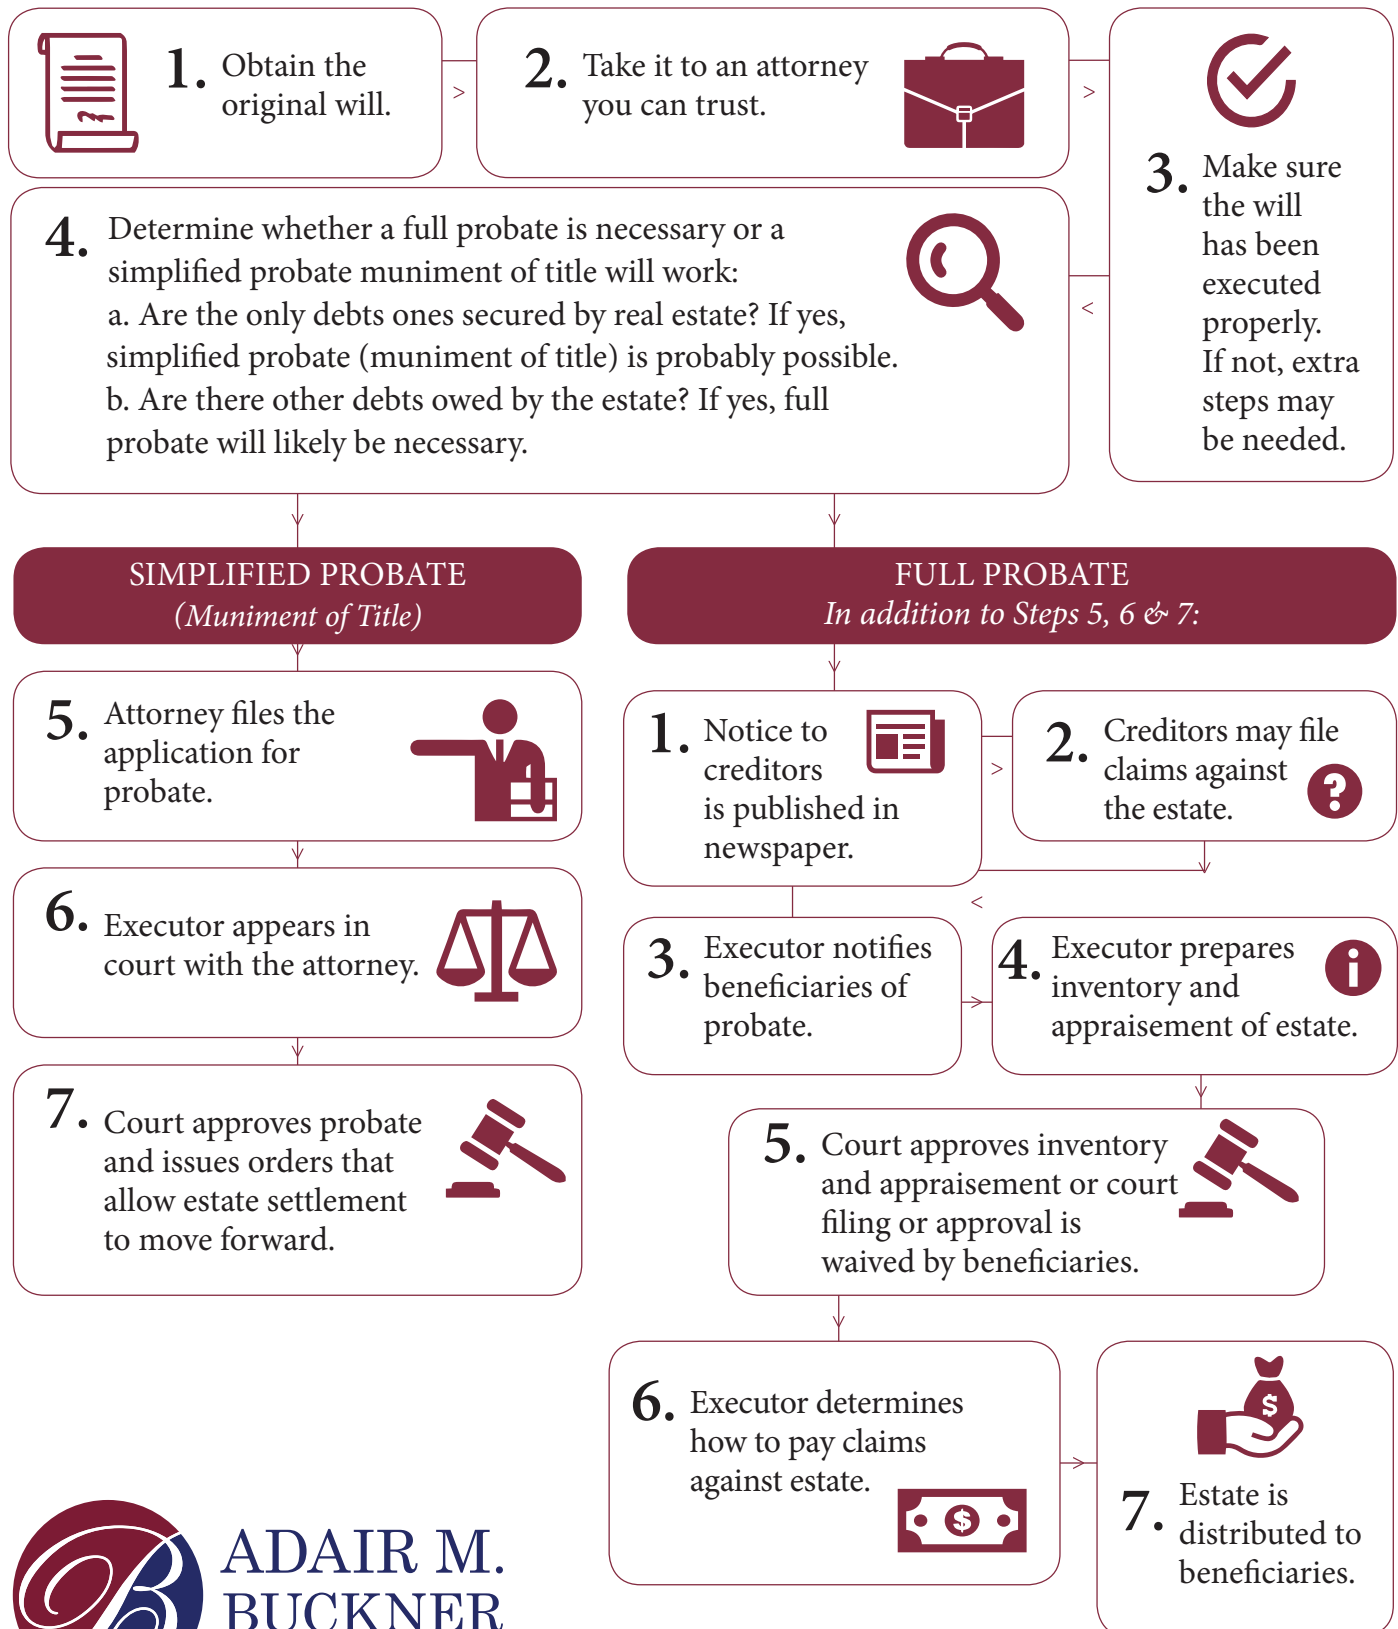 1. Obtain the
original will.
2. Take it to an attorney
you can trust.
3. Make sure
the will
has been
executed
properly.
If not, extra
steps may
be needed.
4. Determine whether a full probate is necessary or a
simplified probate muniment of title will work:
a. Are the only debts ones secured by real estate? If yes,
simplified probate (muniment of title) is probably possible.
b. Are there other debts owed by the estate? If yes, full
probate will likely be necessary.
SIMPLIFIED PROBATE
(Muniment of Title)
5. Attorney files the
application for
probate.
6. Executor appears in
court with the attorney.
7. Court approves probate
and issues orders that
allow estate settlement
to move forward.
FULL PROBATE
In addition to Steps 5, 6 & 7:
1. Notice to
creditors
is published in
newspaper.
2. Creditors may file
claims against
the estate.
?
3. Executor notifies
beneficiaries of
probate.
4. Executor prepares
inventory and
appraisement of estate.
i
5. Court approves inventory
and appraisement or court
filing or approval is
waived by beneficiaries.
6. Executor determines
how to pay claims
against estate.
$
$
7. Estate is
distributed to
beneficiaries.
B
ADAIR M.
BUCKNER